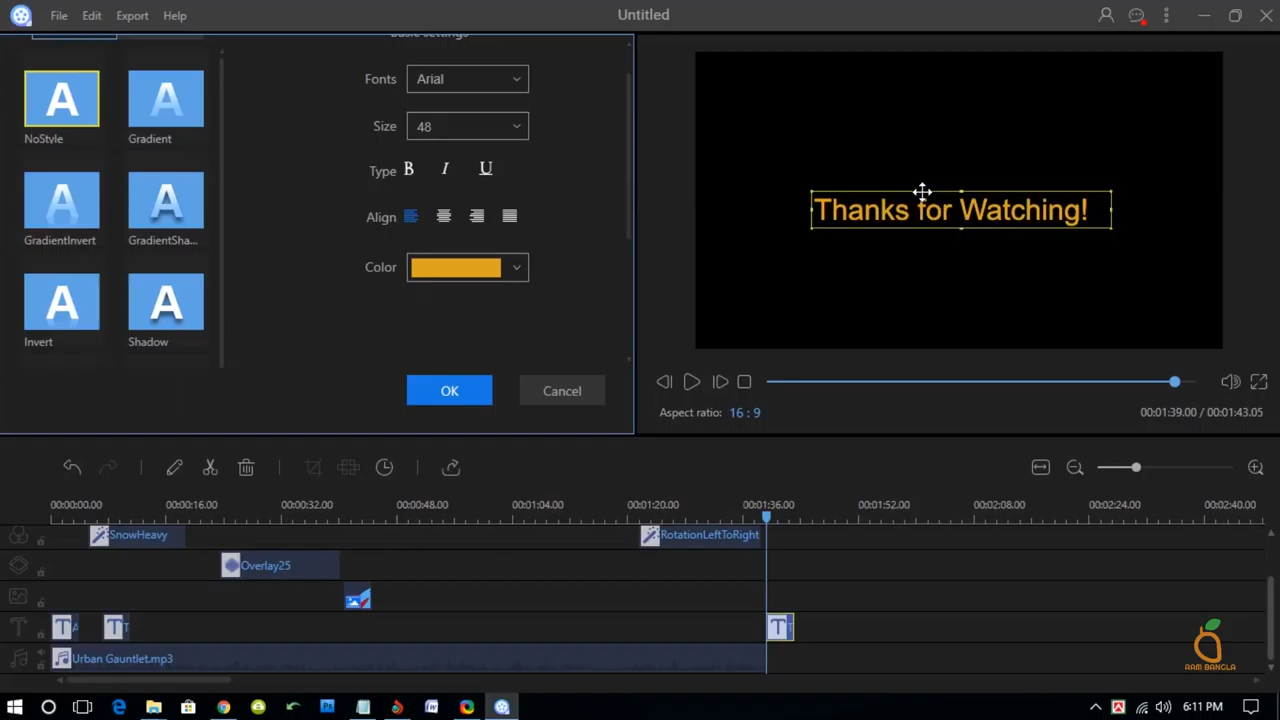 File Edit Export Help Untitled
Basic settings
Fonts Arial
NoStyle Gradient
Size 48
Type B I U
Align
GradientInvert GradientSha...
Color
Invert Shadow
OK Cancel
Thanks for Watching!
Aspect ratio: 16 : 9 00:01:39.00 / 00:01:43.05
00:00:00.00 00:00:16.00 00:00:32.00 00:00:48.00 00:01:04.00 00:01:20.00 00:01:36.00 00:01:52.00 00:02:08.00 00:02:24.00 00:02:40.00
SnowHeavy RotationLeftToRight
Overlay25
Urban Gauntlet.mp3
AAM BANGLA
6:11 PM